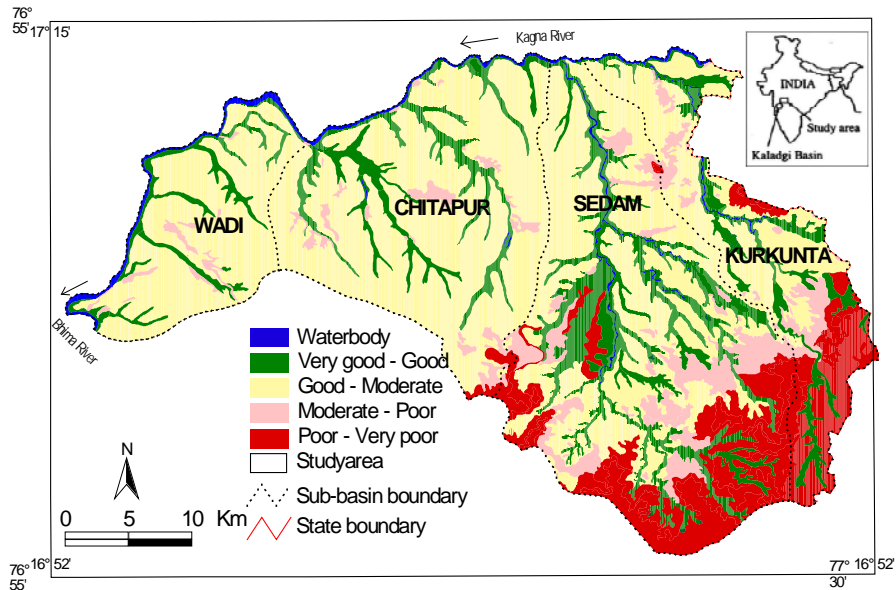 76
55'
17 15'
Kagna River
INDIA
Study area
Kaladgi Basin
WADI
CHITAPUR
SEDAM
KURKUNTA
Bhima River
Waterbody
Very good - Good
Good - Moderate
Moderate - Poor
Poor - Very poor
Studyarea
Sub-basin boundary
State boundary
N
0 5 10 Km
76 16 52'
55'
77 16 52
30'